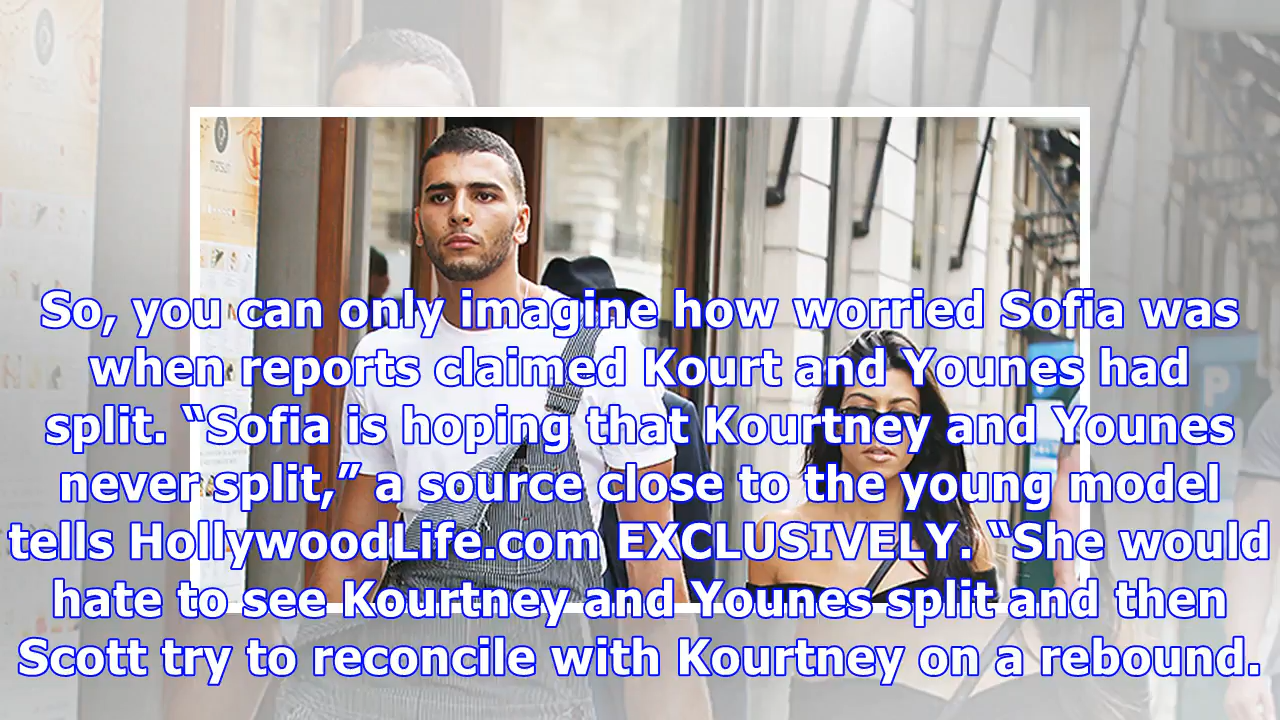 So, you can only imagine how worried Sofia was
when reports claimed Kourt and Younes had
split. “Sofia is hoping that Kourtney and Younes
never split,” a source close to the young model
tells HollywoodLife.com EXCLUSIVELY. “She would
hate to see Kourtney and Younes split and then
Scott try to reconcile with Kourtney on a rebound.
P